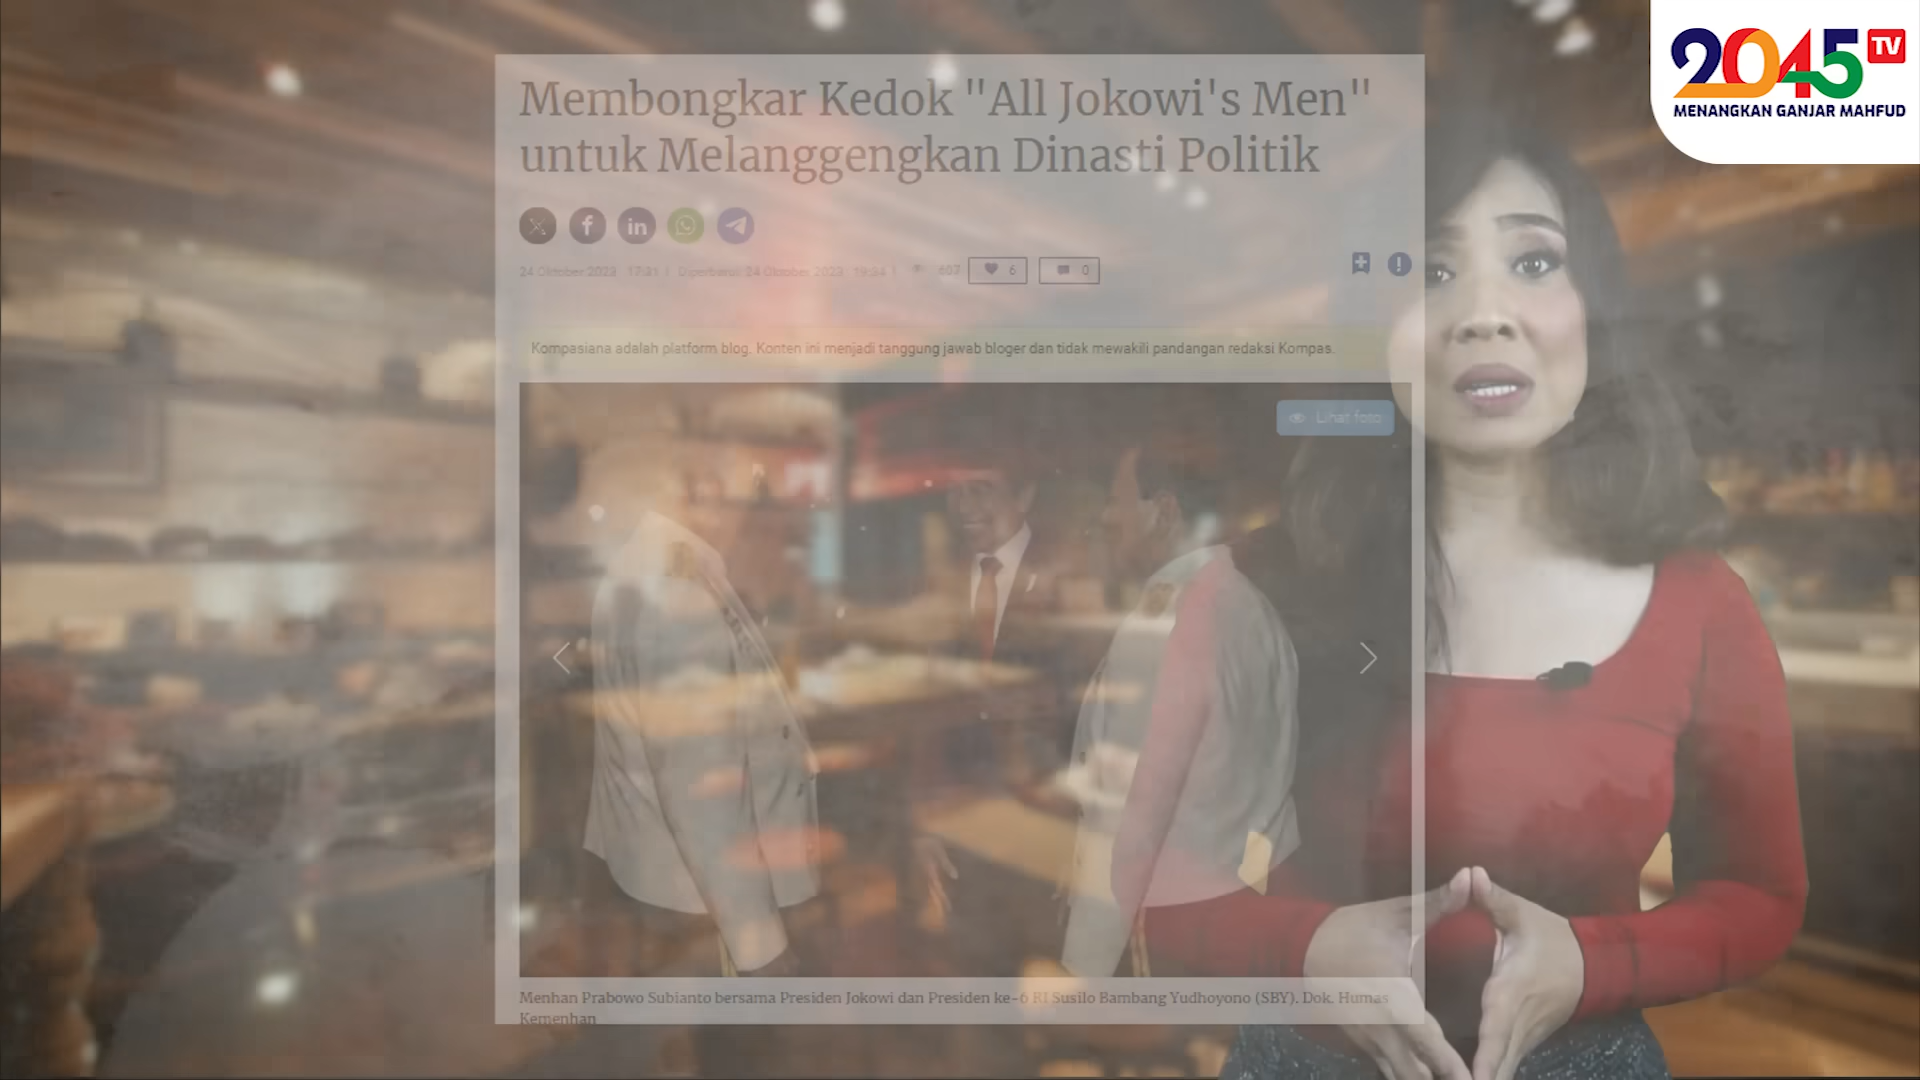 2045 TV
MENANGKAN GANJAR MAHFUD
Membongkar Kedok "All Jokowi's Men"
untuk Melanggengkan Dinasti Politik
24 Oktober 2023 17:31 | Diperbarui: 24 Oktober 2023 19:34 | 607 6 0
Kompasiana adalah platform blog. Konten ini menjadi tanggung jawab bloger dan tidak mewakili pandangan redaksi Kompas.
Lihat foto
Menhan Prabowo Subianto bersama Presiden Jokowi dan Presiden ke-6 RI Susilo Bambang Yudhoyono (SBY). Dok. Humas
Kemenhan